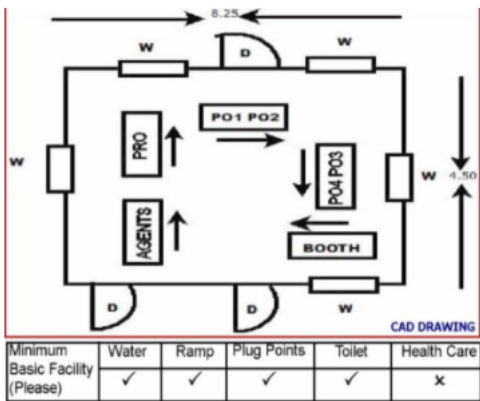 8.25
W
D
W
PO1 PO2
PRO
W
PO4 PO3
W
4.50
AGENTS
BOOTH
D
D
W
CAD DRAWING
Minimum Basic Facility (Please)
Water
Ramp
Plug Points
Toilet
Health Care
✓
✓
✓
✓
x